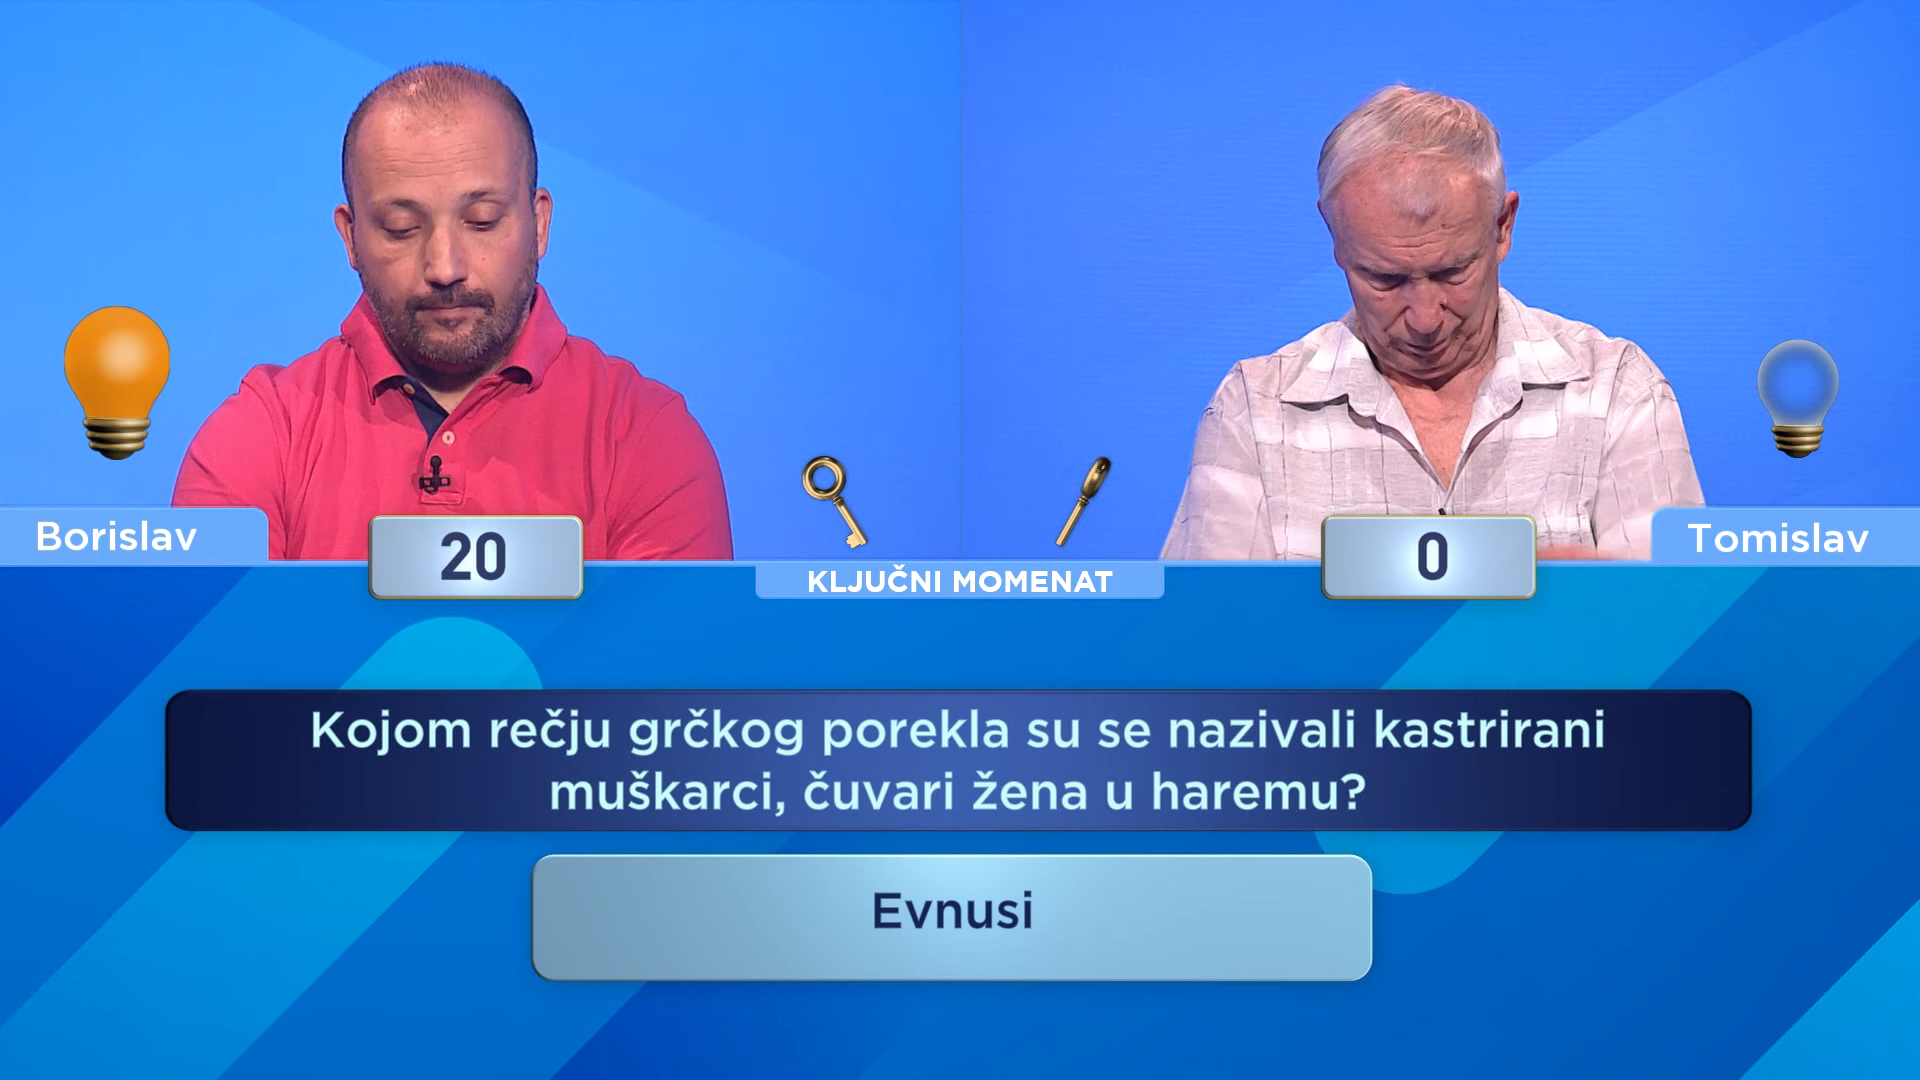 Borislav
20
KLJUČNI MOMENAT
0
Tomislav
Kojom rečju grčkog porekla su se nazivali kastrirani
muškarci, čuvari žena u haremu?
Evnusi